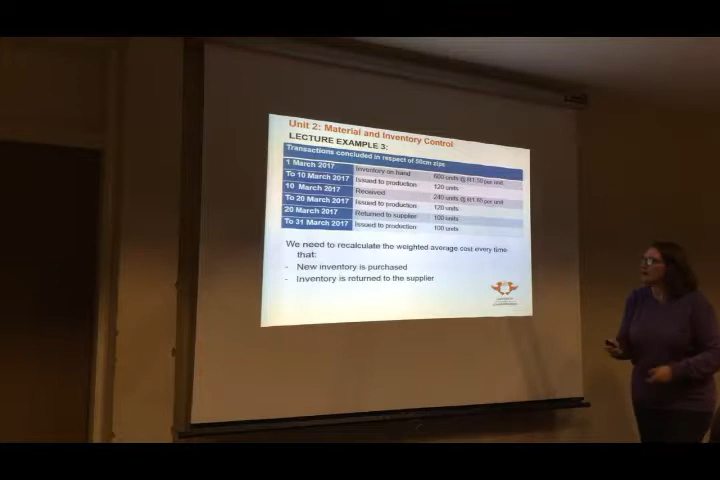 Unit 2: Material and Inventory Control
LECTURE EXAMPLE 3:
Transactions concluded in respect of 50cm zips
1 March 2017 Inventory on hand 600 units @ R1.50 per unit
To 10 March 2017 Issued to production 120 units
10 March 2017 Received 240 units @ R1.65 per unit
To 20 March 2017 Issued to production 120 units
20 March 2017 Returned to supplier 100 units
To 31 March 2017 Issued to production 100 units
We need to recalculate the weighted average cost every time
that:
- New inventory is purchased
- Inventory is returned to the supplier